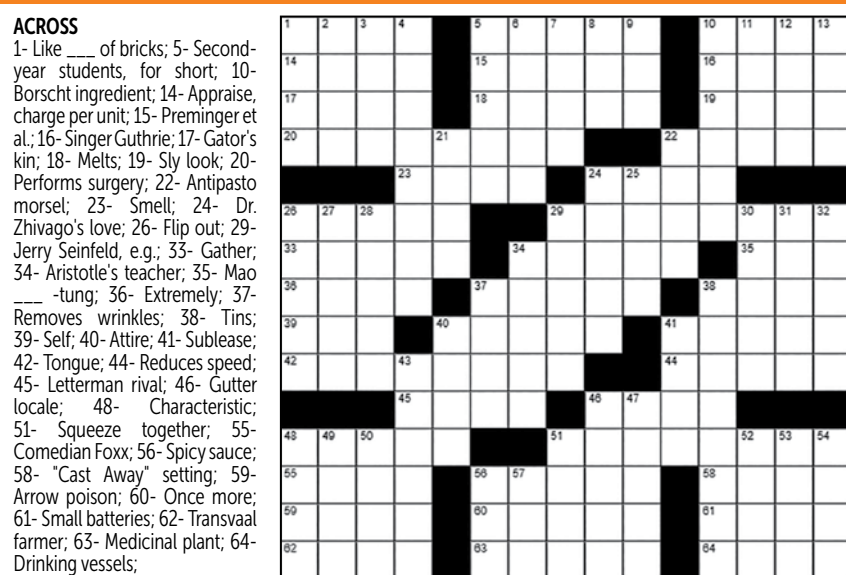 ACROSS
1- Like ___ of bricks; 5- Second-
year students, for short; 10-
Borscht ingredient; 14- Appraise,
charge per unit; 15- Preminger et
al.; 16- Singer Guthrie; 17- Gator's
kin; 18- Melts; 19- Sly look; 20-
Performs surgery; 22- Antipasto
morsel; 23- Smell; 24- Dr.
Zhivago's love; 26- Flip out; 29-
Jerry Seinfeld, e.g.; 33- Gather;
34- Aristotle's teacher; 35- Mao
___ -tung; 36- Extremely; 37-
Removes wrinkles; 38- Tins;
39- Self; 40- Attire; 41- Sublease;
42- Tongue; 44- Reduces speed;
45- Letterman rival; 46- Gutter
locale; 48- Characteristic;
51- Squeeze together; 55-
Comedian Foxx; 56- Spicy sauce;
58- "Cast Away" setting; 59-
Arrow poison; 60- Once more;
61- Small batteries; 62- Transvaal
farmer; 63- Medicinal plant; 64-
Drinking vessels;
1 2 3 4 5 6 7 8 9 10 11 12 13
14 15 16
17 18 19
20 21 22
23 24 25
26 27 28 29 30 31 32
33 34 35
36 37 38
39 40 41
42 43 44
45 46 47
48 49 50 51 52 53 54
55 56 57 58
59 60 61
62 63 64